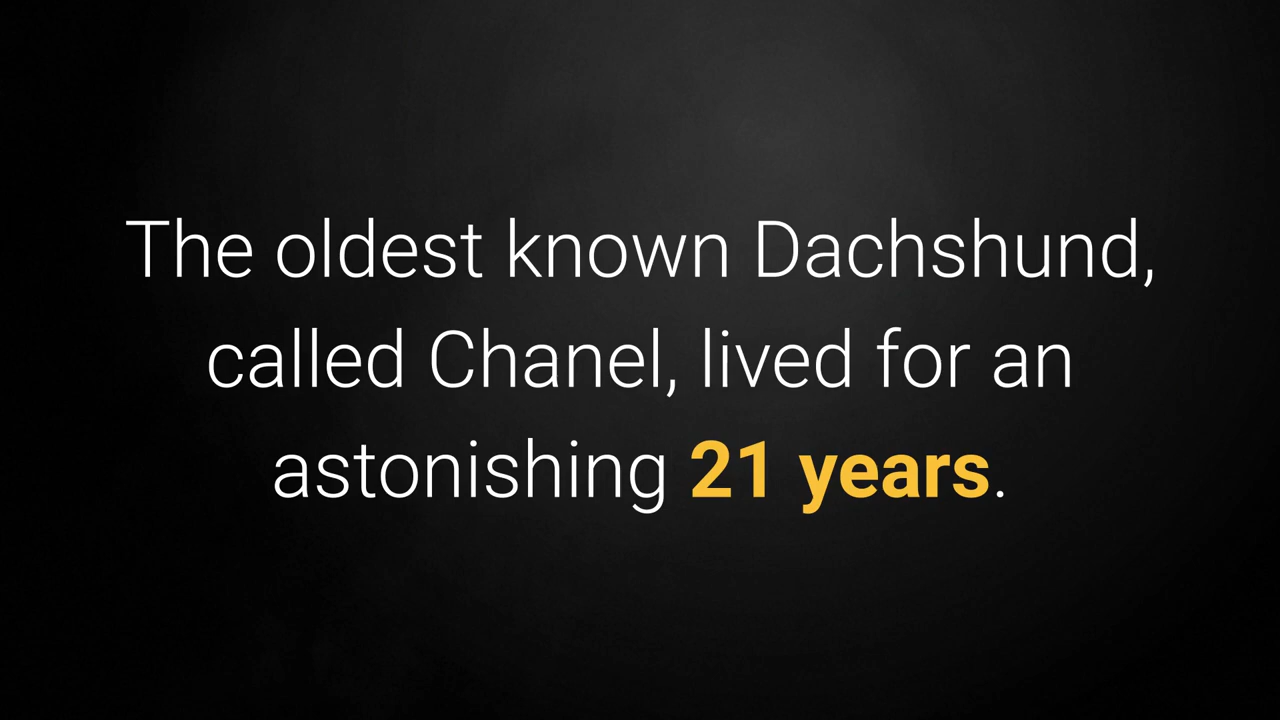 The oldest known Dachshund,
called Chanel, lived for an
astonishing 21 years.